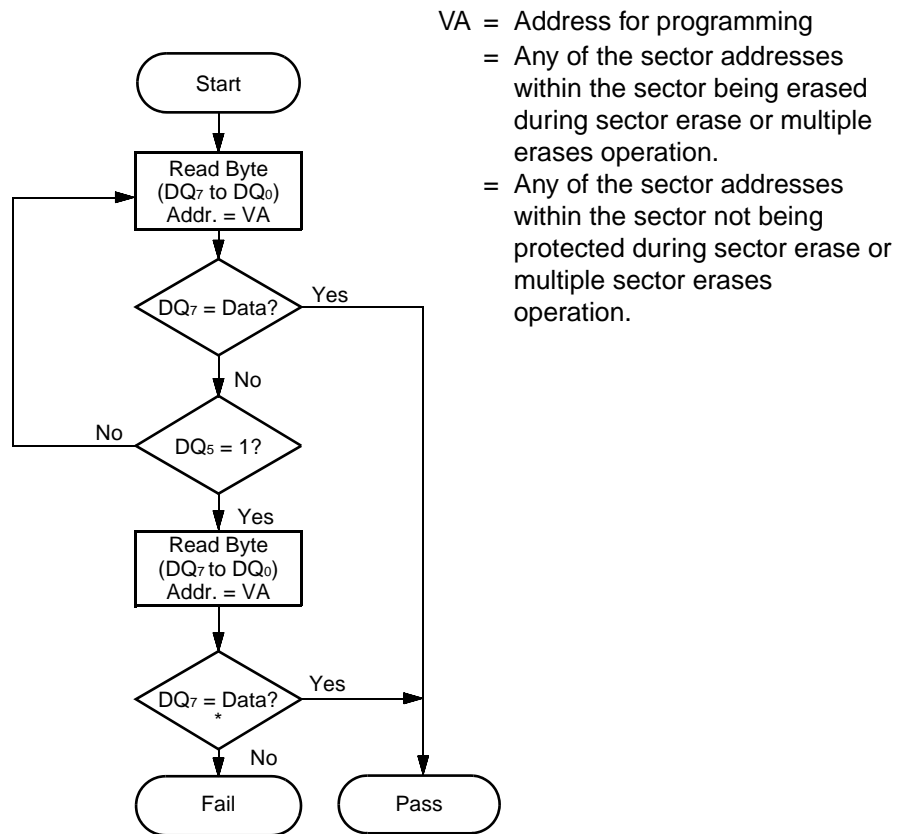 VA = Address for programming
= Any of the sector addresses
within the sector being erased
during sector erase or multiple
erases operation.
= Any of the sector addresses
within the sector not being
protected during sector erase or
multiple sector erases
operation.
Start
Read Byte
(DQ7 to DQ0)
Addr. = VA
DQ7 = Data?
Yes
No
DQ5 = 1?
No
Yes
Read Byte
(DQ7 to DQ0)
Addr. = VA
DQ7 = Data?
*
Yes
No
Fail
Pass